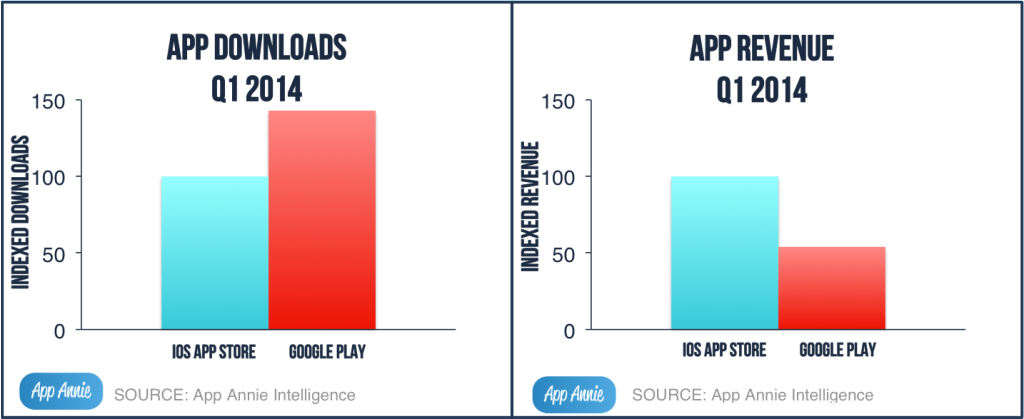 APP DOWNLOADS
Q1 2014
150
100
50
0
INDEXED DOWNLOADS
IOS APP STORE
GOOGLE PLAY
App Annie
SOURCE: App Annie Intelligence
APP REVENUE
Q1 2014
150
100
50
0
INDEXED REVENUE
IOS APP STORE
GOOGLE PLAY
App Annie
SOURCE: App Annie Intelligence